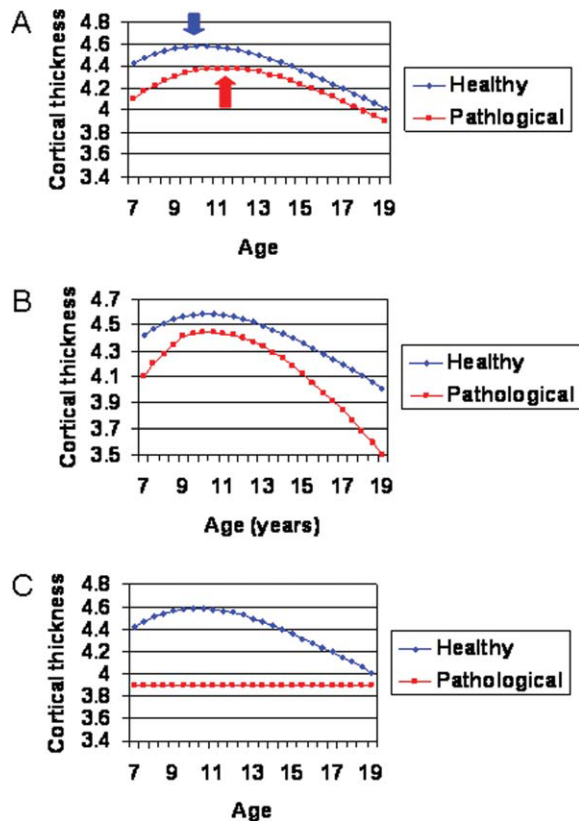 A
Cortical thickness
4.8
4.6
4.4
4.2
4
3.8
3.6
3.4
7 9 11 13 15 17 19
Age
Healthy
Pathlogical
B
Cortical thickness
4.7
4.5
4.3
4.1
3.9
3.7
3.5
7 9 11 13 15 17 19
Age (years)
Healthy
Pathological
C
Cortical thickness
4.8
4.6
4.4
4.2
4
3.8
3.6
3.4
7 9 11 13 15 17 19
Age
Healthy
Pathological